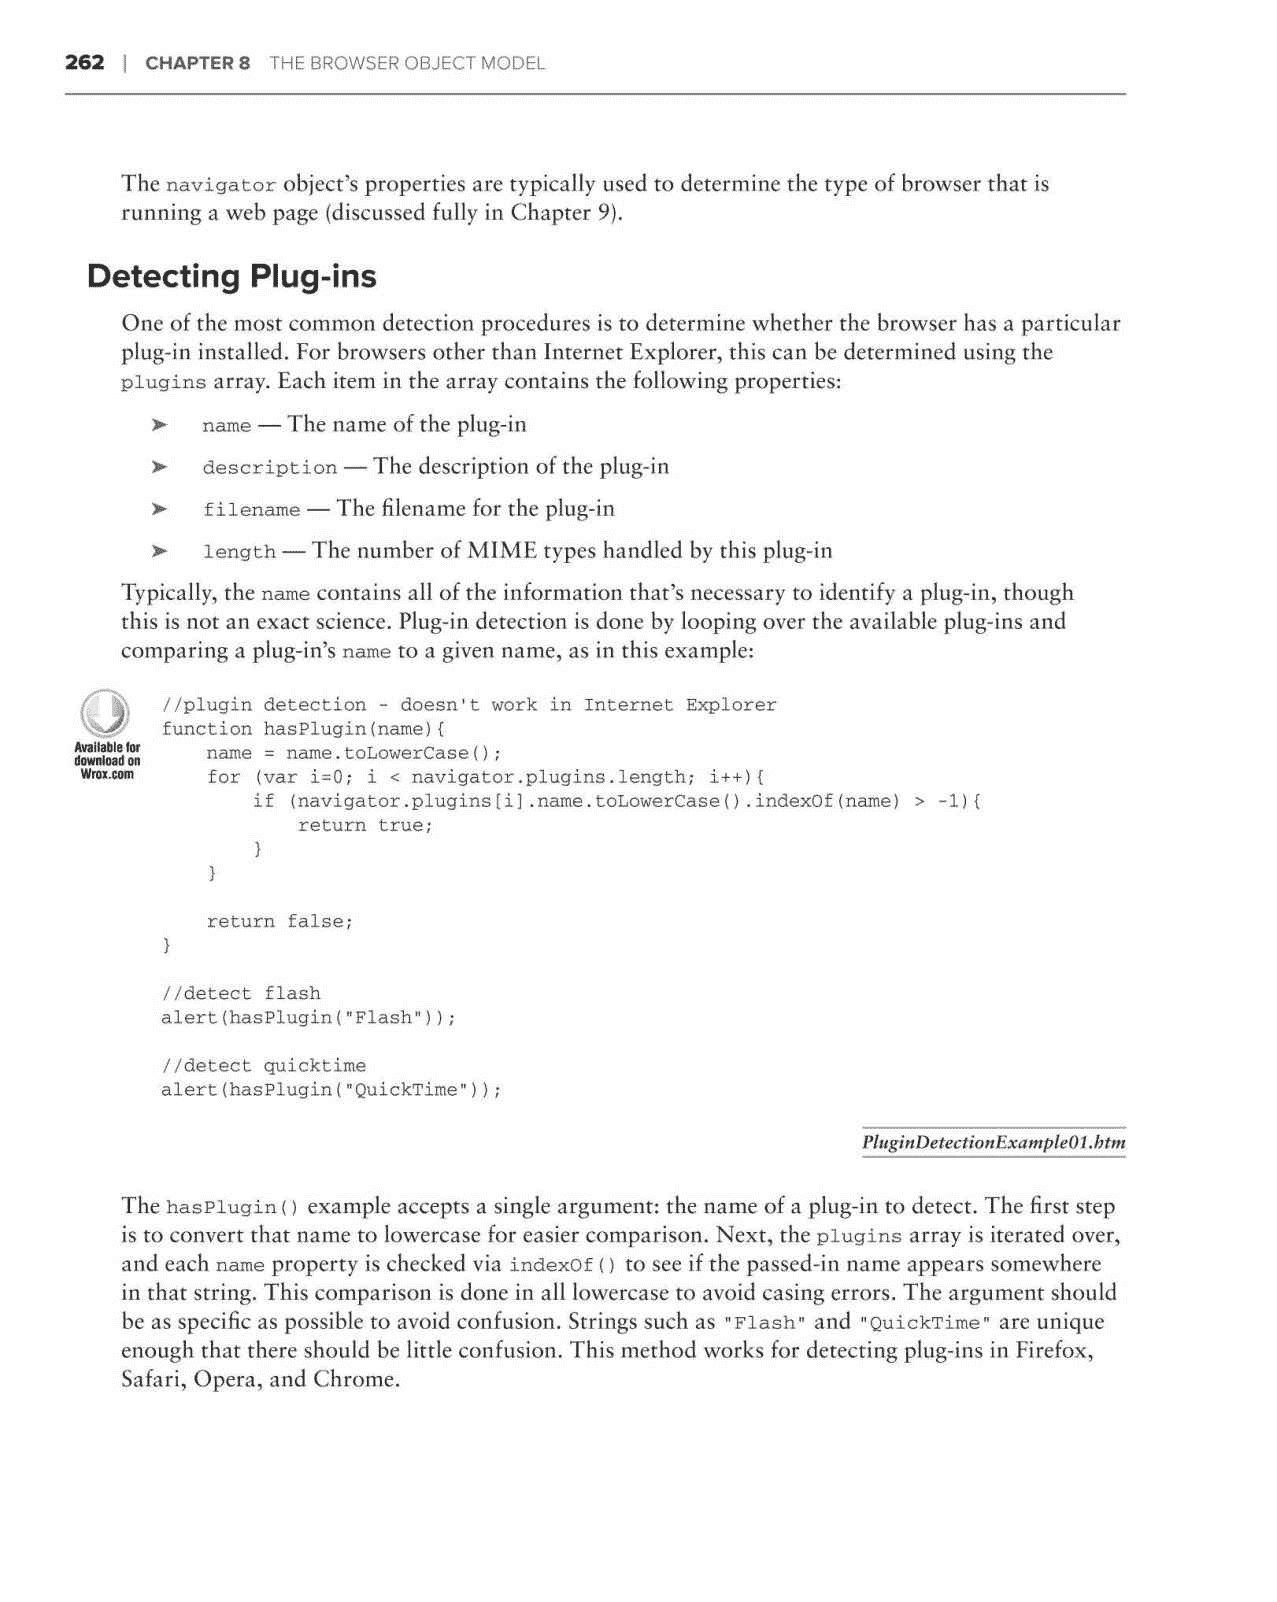 262 | CHAPTER 8 THE BROWSER OBJECT MODEL
The navigator object’s properties are typically used to determine the type of browser that is
running a web page (discussed fully in Chapter 9).
Detecting Plug-ins
One of the most common detection procedures is to determine whether the browser has a particular
plug-in installed. For browsers other than Internet Explorer, this can be determined using the
plugins array. Each item in the array contains the following properties:
➤ name — The name of the plug-in
➤ description — The description of the plug-in
➤ filename — The filename for the plug-in
➤ length — The number of MIME types handled by this plug-in
Typically, the name contains all of the information that’s necessary to identify a plug-in, though
this is not an exact science. Plug-in detection is done by looping over the available plug-ins and
comparing a plug-in’s name to a given name, as in this example:
Available for
download on
Wrox.com
//plugin detection - doesn't work in Internet Explorer
function hasPlugin(name){
    name = name.toLowerCase();
    for (var i=0; i < navigator.plugins.length; i++){
        if (navigator.plugins[i].name.toLowerCase().indexOf(name) > -1){
            return true;
        }
    }
    return false;
}
//detect flash
alert(hasPlugin("Flash"));
//detect quicktime
alert(hasPlugin("QuickTime"));
PluginDetectionExample01.htm
The hasPlugin() example accepts a single argument: the name of a plug-in to detect. The first step
is to convert that name to lowercase for easier comparison. Next, the plugins array is iterated over,
and each name property is checked via indexOf() to see if the passed-in name appears somewhere
in that string. This comparison is done in all lowercase to avoid casing errors. The argument should
be as specific as possible to avoid confusion. Strings such as "Flash" and "QuickTime" are unique
enough that there should be little confusion. This method works for detecting plug-ins in Firefox,
Safari, Opera, and Chrome.